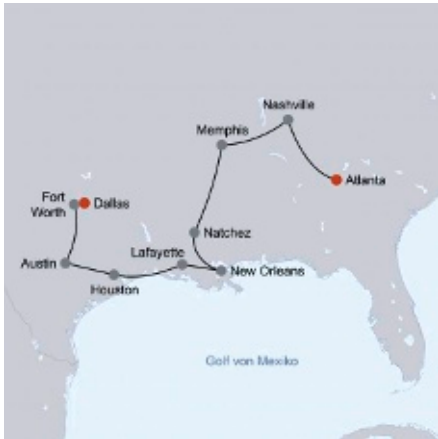 Nashville
Memphis
Atlanta
Fort
Worth
Dallas
Natchez
Lafayette
Austin
New Orleans
Houston
Golf von Mexiko